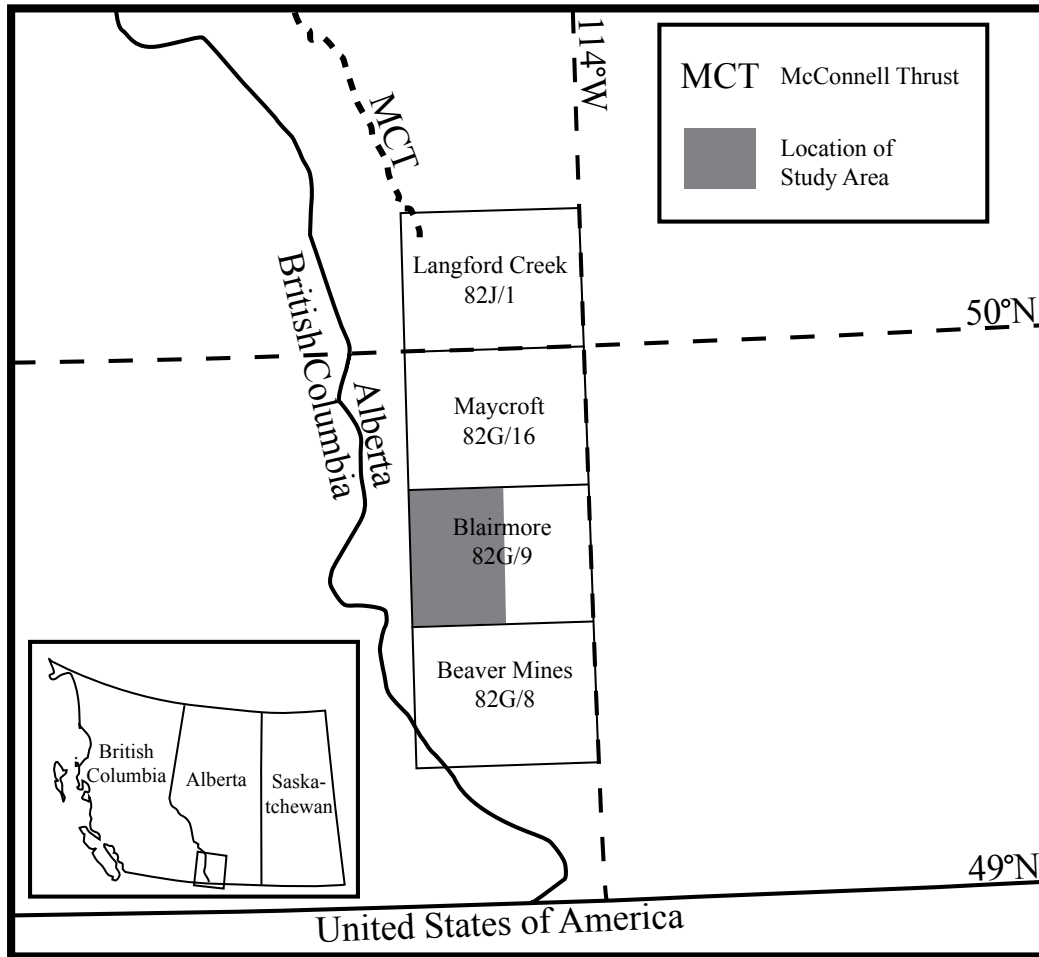 114°W
MCT
McConnell Thrust
Location of
Study Area
MCT
Langford Creek
82J/1
50°N
British Columbia
Alberta
Maycroft
82G/16
Blairmore
82G/9
Beaver Mines
82G/8
British
Columbia
Alberta
Saska-
tchewan
49°N
United States of America